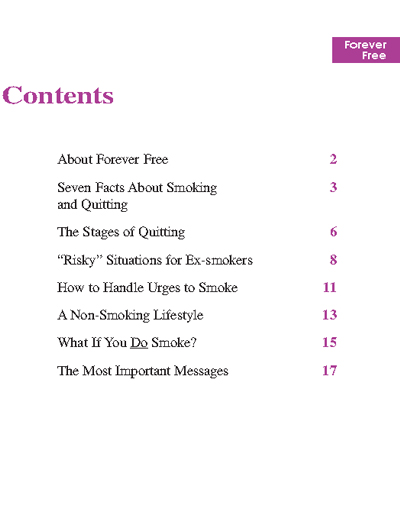 Forever
Free
Contents
About Forever Free 2
Seven Facts About Smoking 3
and Quitting
The Stages of Quitting 6
“Risky” Situations for Ex-smokers 8
How to Handle Urges to Smoke 11
A Non-Smoking Lifestyle 13
What If You Do Smoke? 15
The Most Important Messages 17